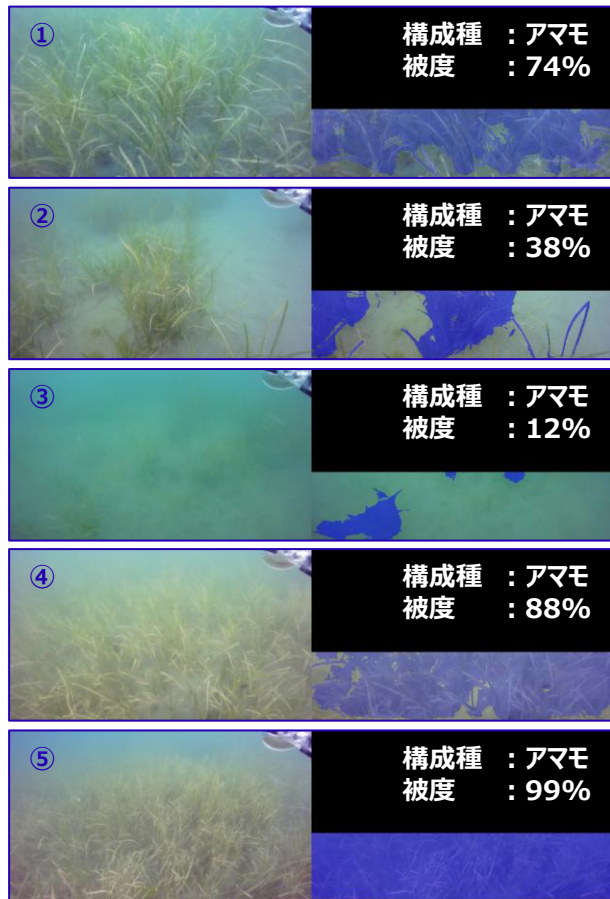 ①
構成種 ：アマモ
被度 ：74%
②
構成種 ：アマモ
被度 ：38%
③
構成種 ：アマモ
被度 ：12%
④
構成種 ：アマモ
被度 ：88%
⑤
構成種 ：アマモ
被度 ：99%